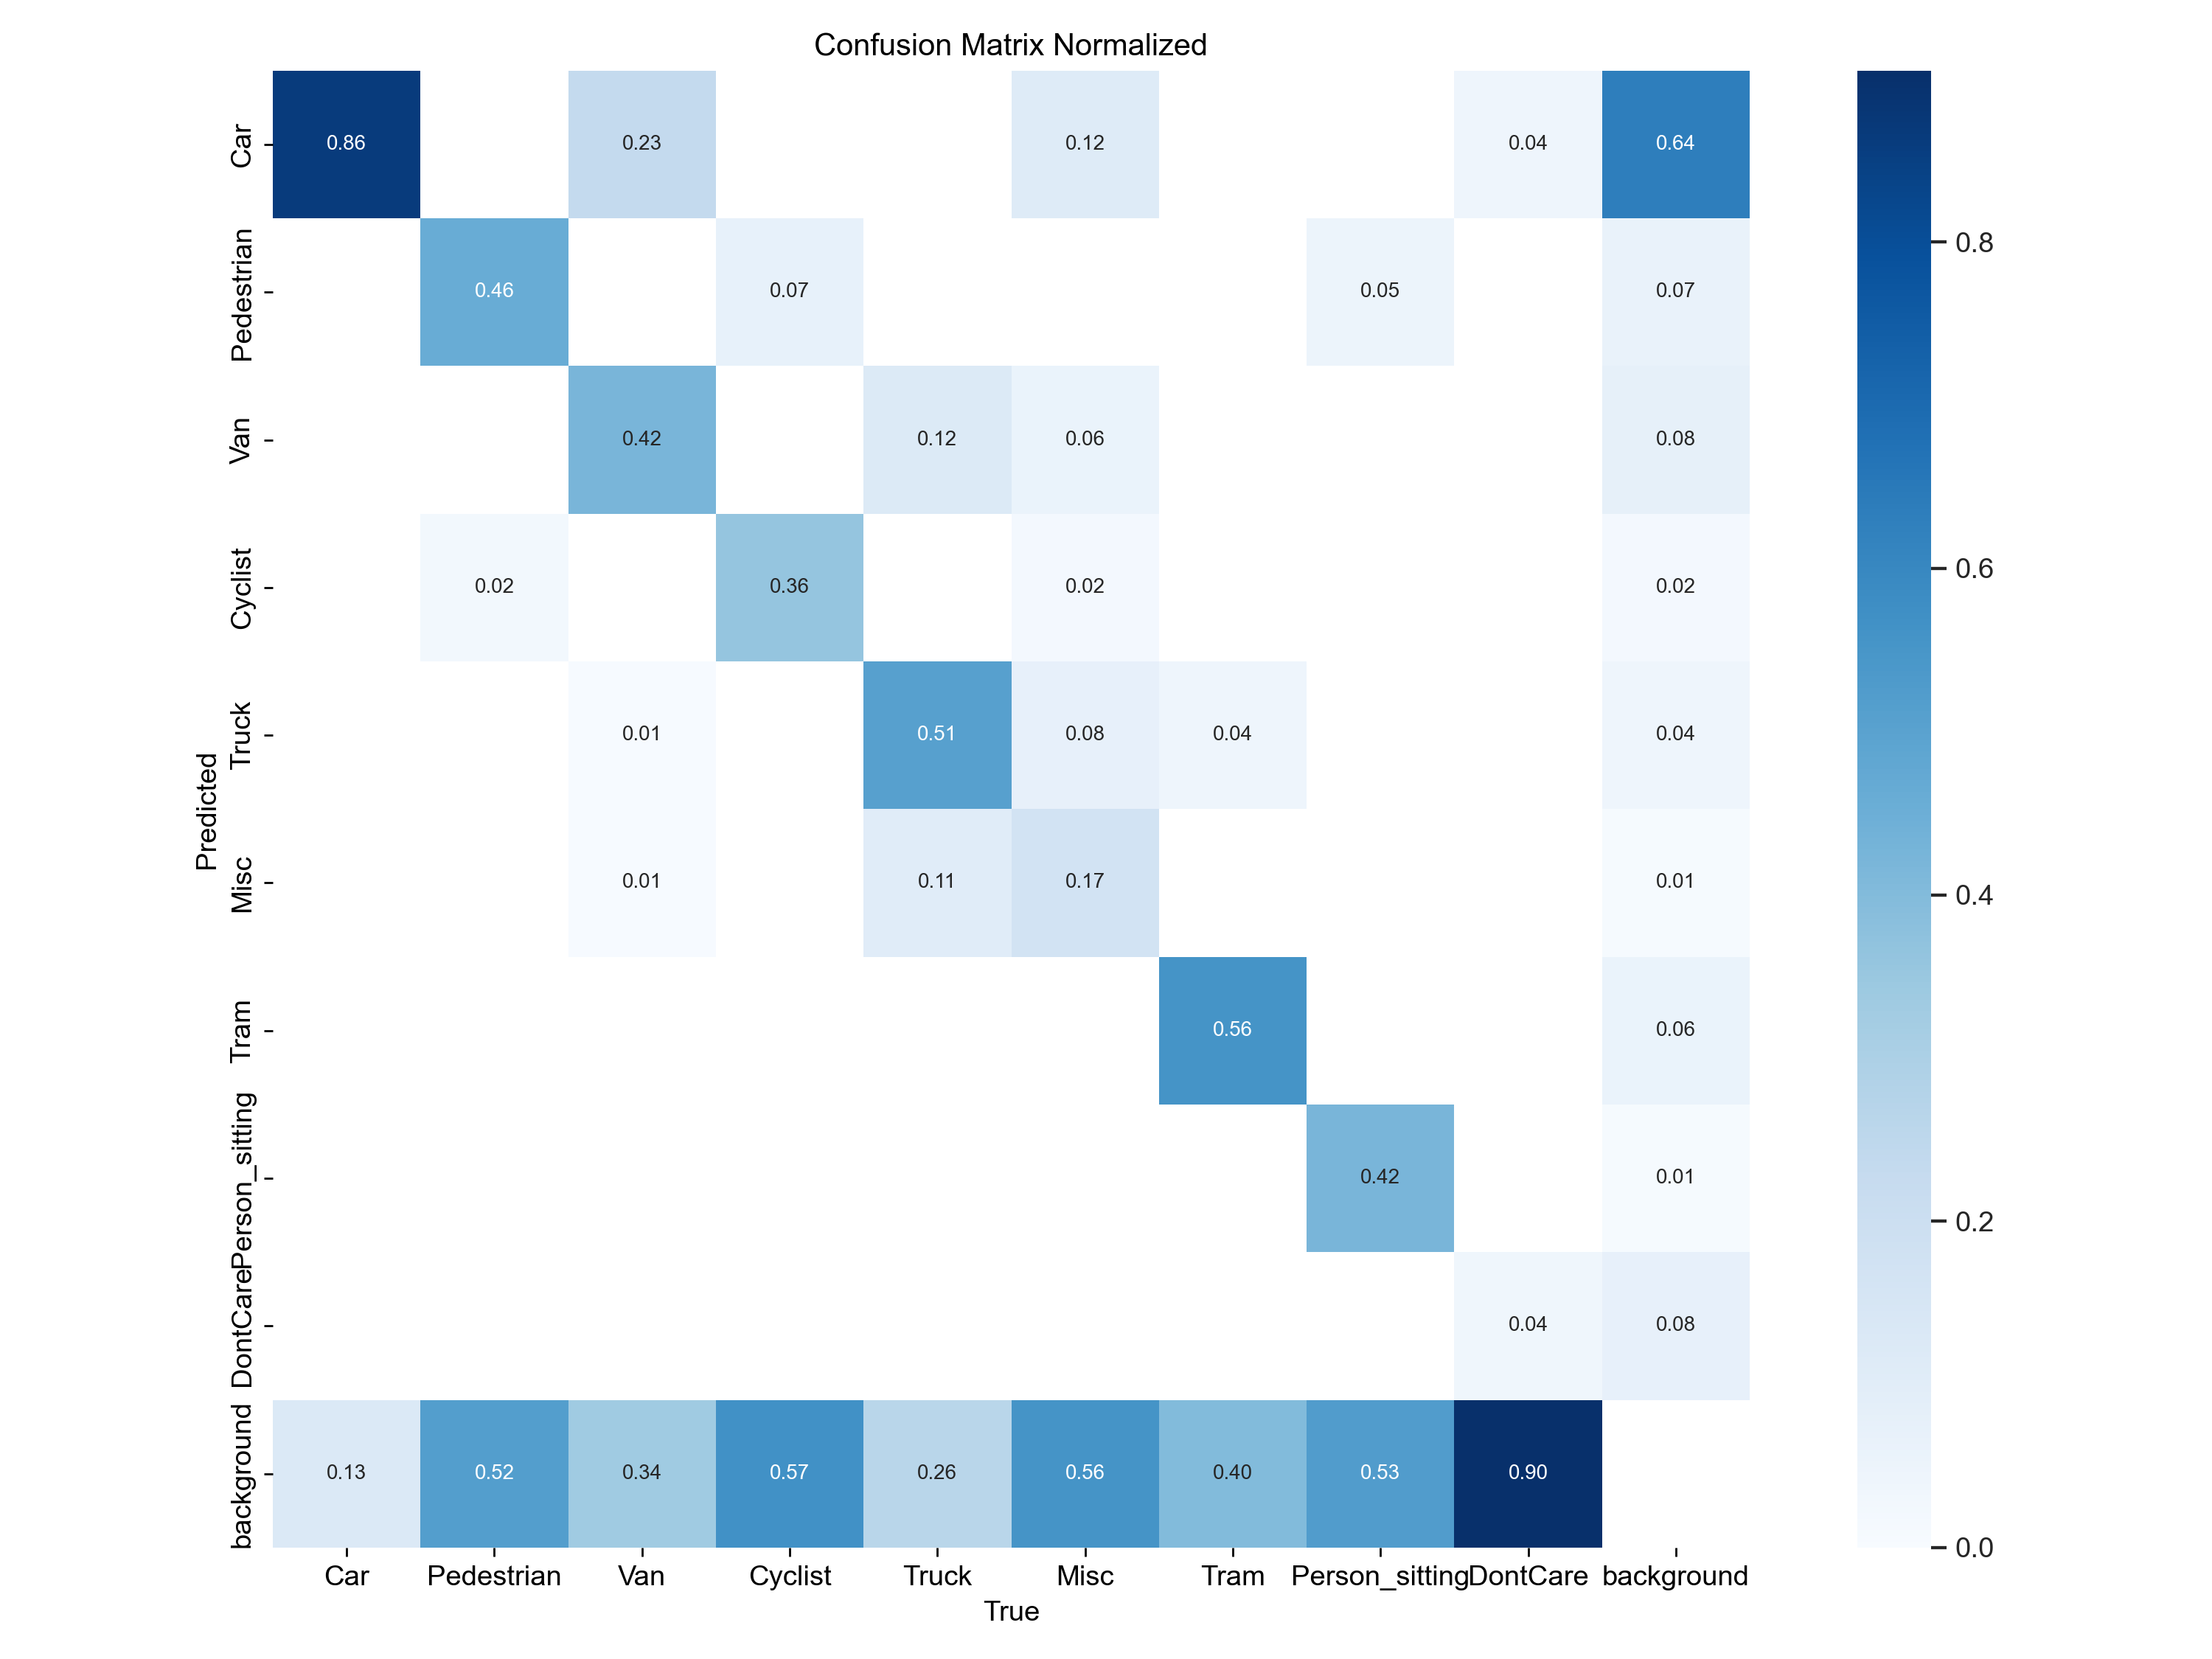 Confusion Matrix Normalized
Car
0.86
0.23
0.12
0.04
0.64
Pedestrian
0.46
0.07
0.05
0.07
0.8
Van
0.42
0.12
0.06
0.08
Cyclist
0.02
0.36
0.02
0.02
0.6
Truck
0.01
0.51
0.08
0.04
0.04
Predicted
Misc
0.01
0.11
0.17
0.01
0.4
Tram
0.56
0.06
Person_sitting
0.42
0.01
0.2
DontCare
0.04
0.08
background
0.13
0.52
0.34
0.57
0.26
0.56
0.40
0.53
0.90
0.0
Car
Pedestrian
Van
Cyclist
Truck
Misc
Tram
Person_sitting
DontCare
background
True